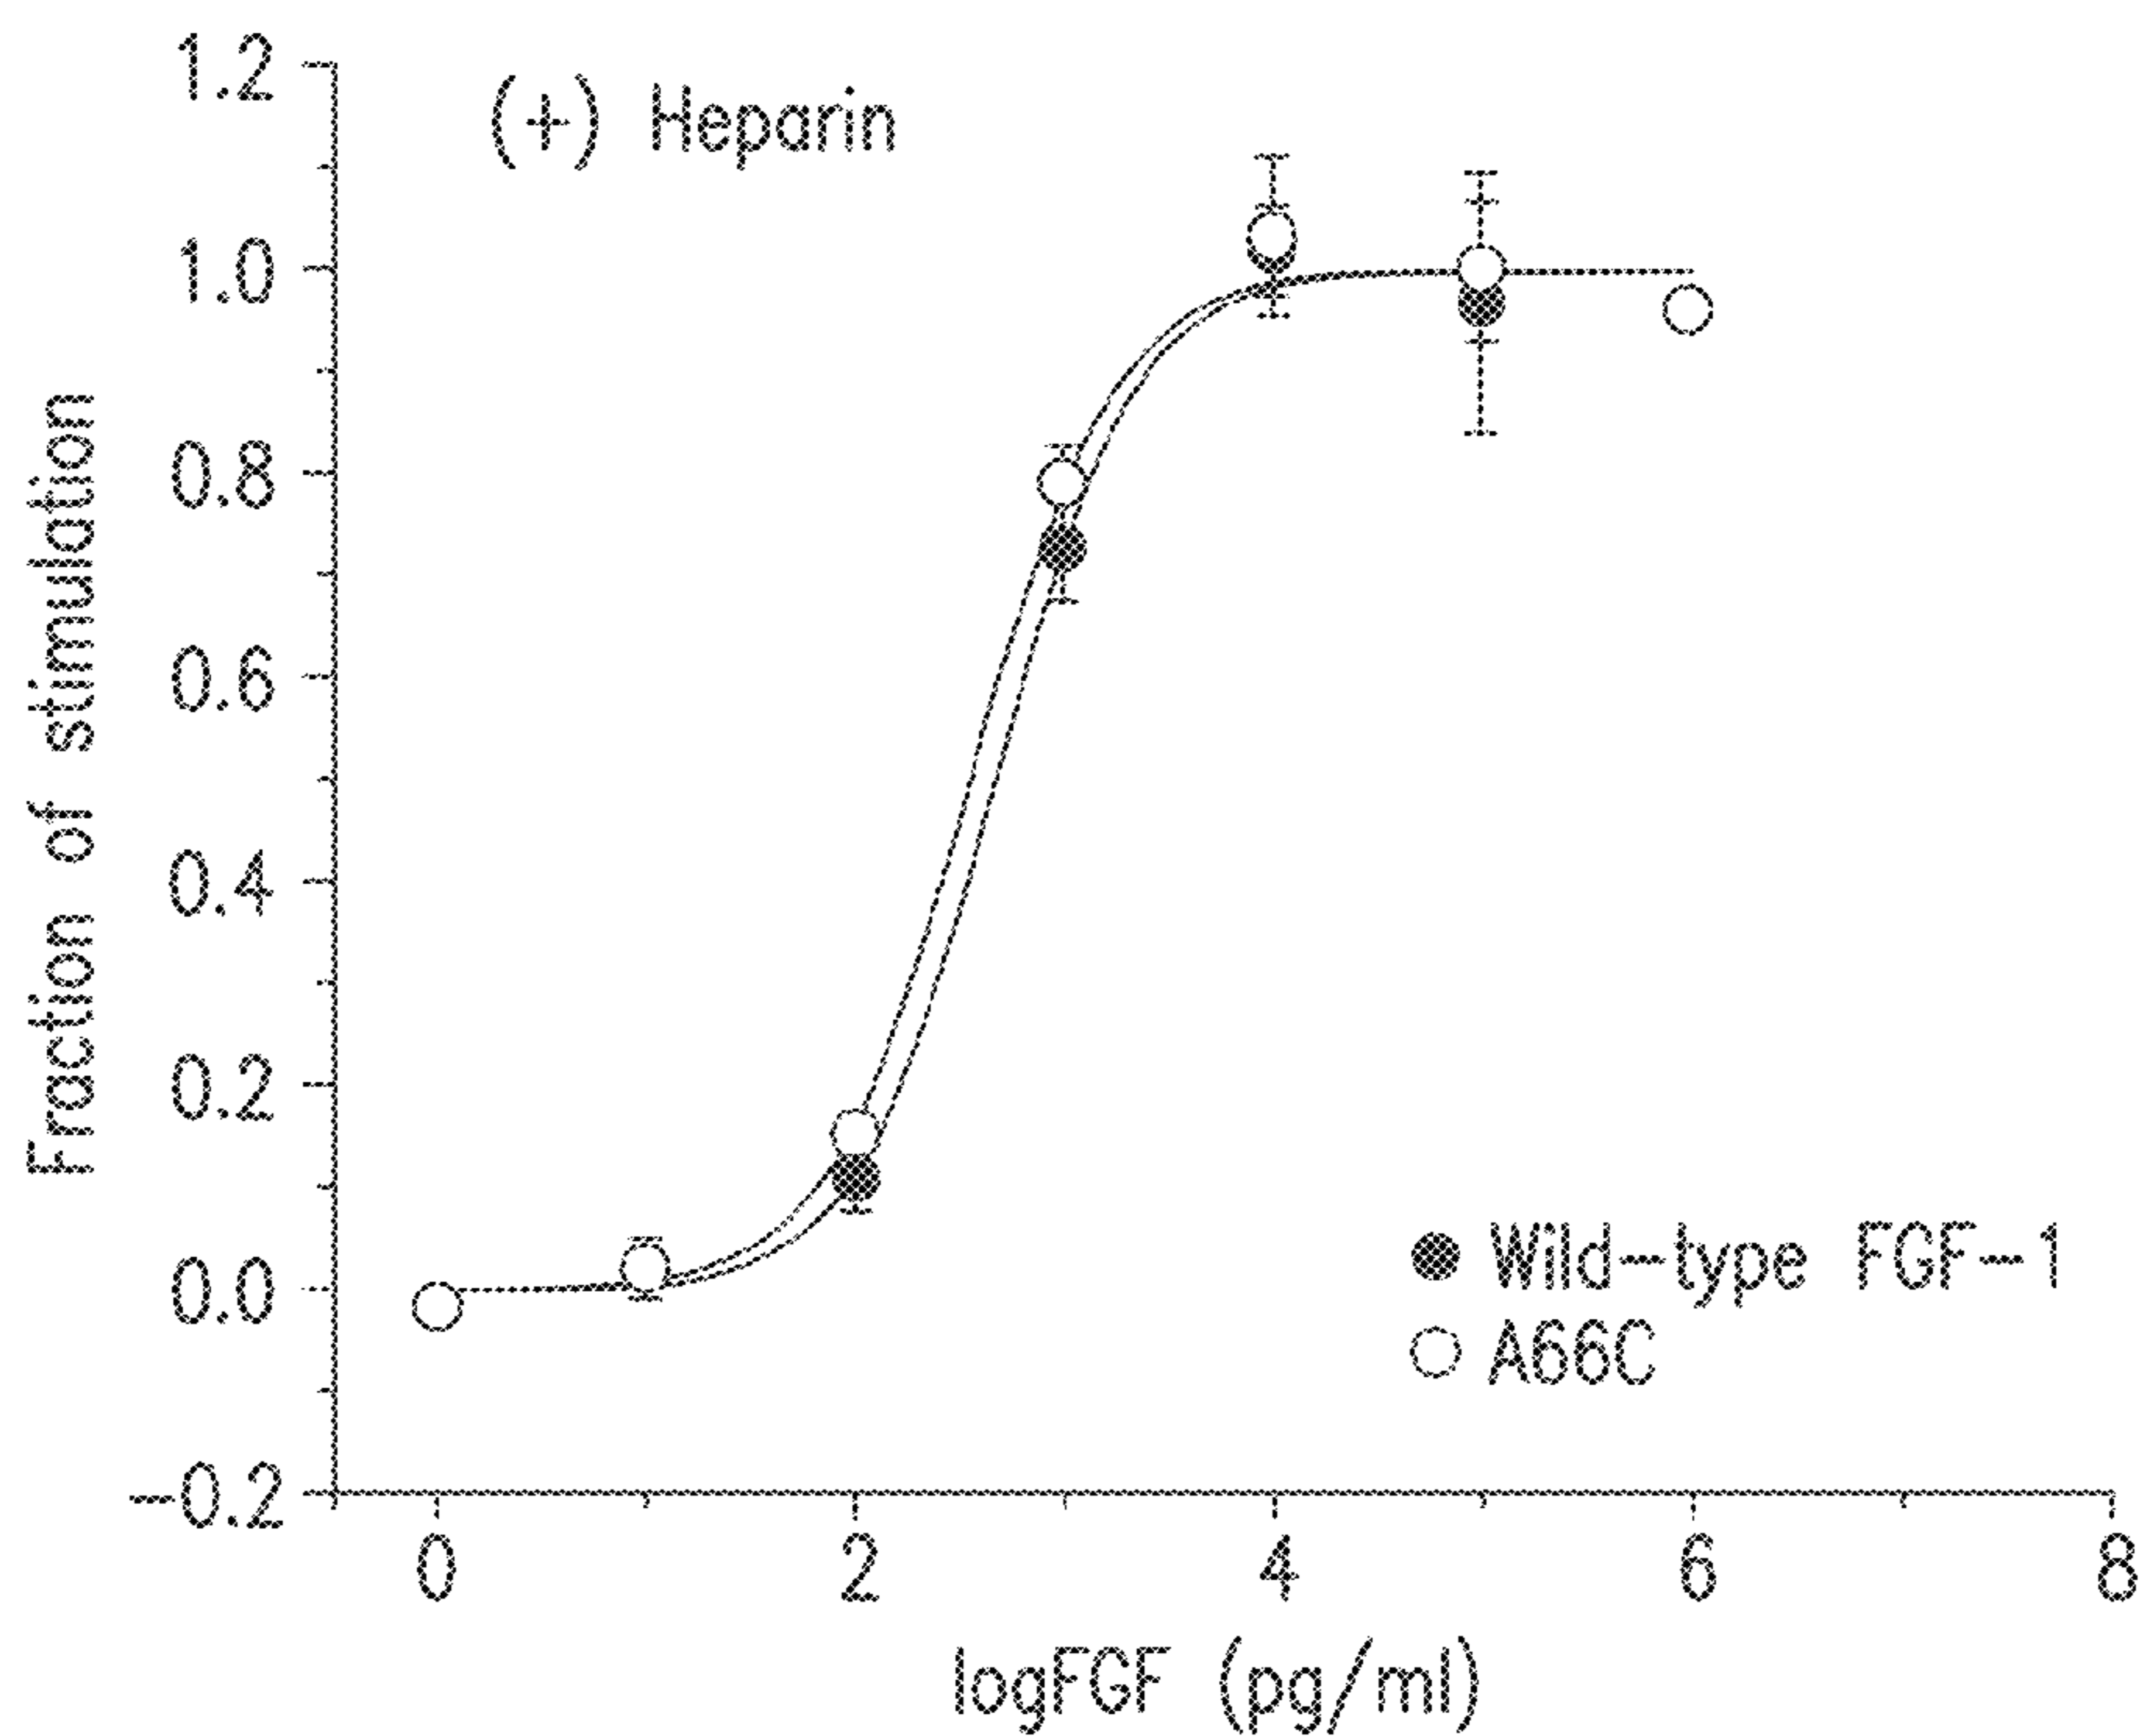 (+) Heparin
1.2
1.0
0.8
0.6
0.4
0.2
0.0
-0.2
Fraction of stimulation
Wild-type FGF-1
A66C
0 2 4 6 8
logFGF (pg/ml)